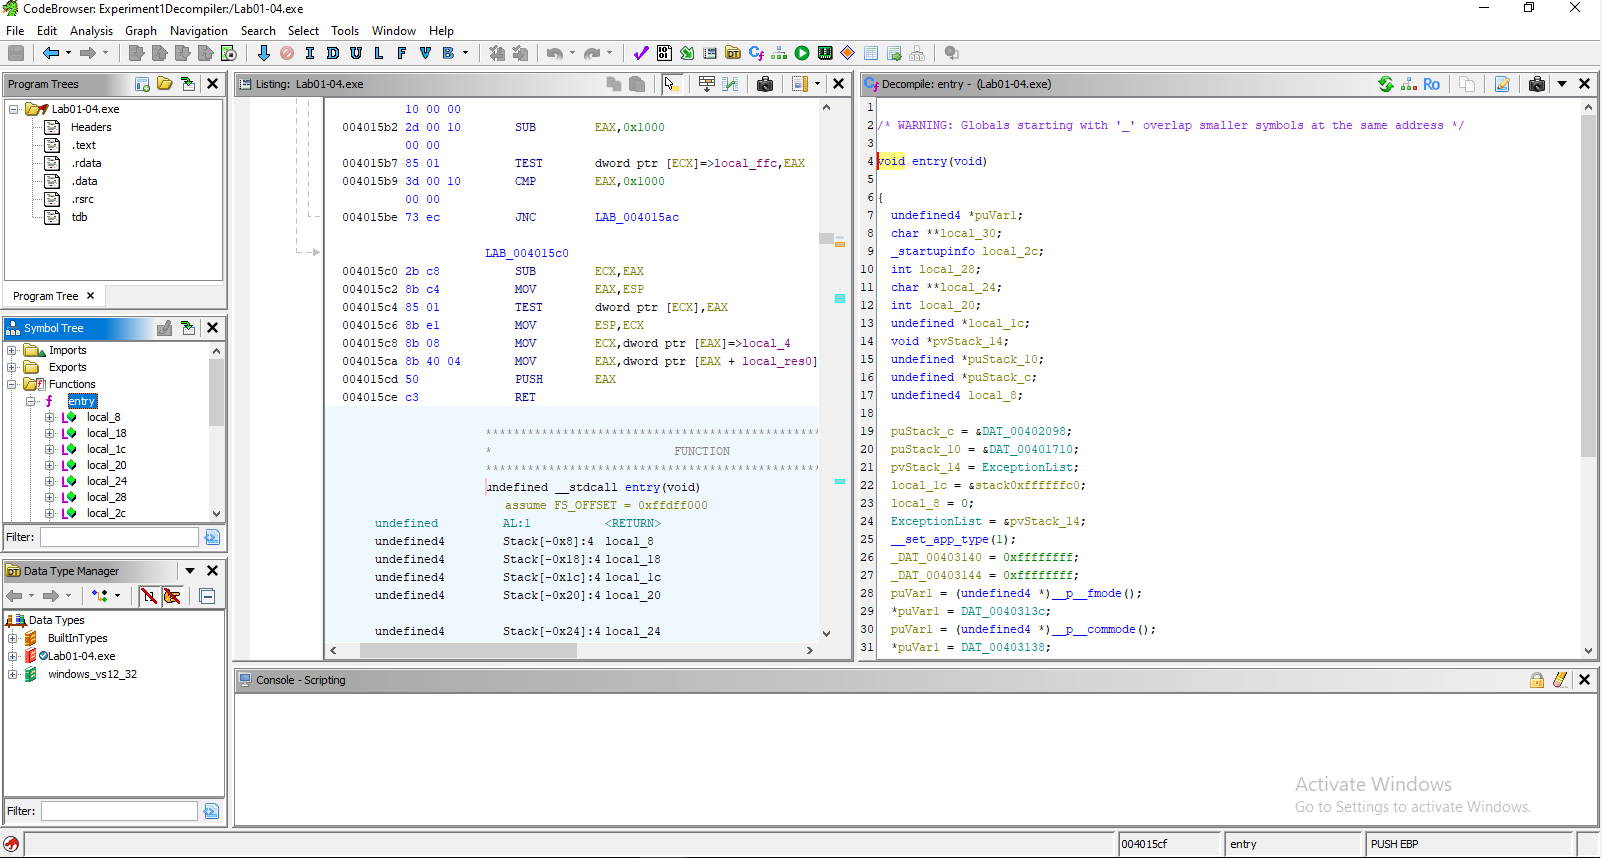 CodeBrowser: Experiment1Decompiler:/Lab01-04.exe
File Edit Analysis Graph Navigation Search Select Tools Window Help
I D U L F V B
Program Trees
Lab01-04.exe
Headers
.text
.rdata
.data
.rsrc
tdb
Program Tree
Symbol Tree
Imports
Exports
Functions
f entry
local_8
local_18
local_1c
local_20
local_24
local_28
local_2c
Filter:
Data Type Manager
Data Types
BuiltInTypes
Lab01-04.exe
windows_vs12_32
Filter:
Listing: Lab01-04.exe
10 00 00
004015b2 2d 00 10 SUB EAX,0x1000
00 00
004015b7 85 01 TEST dword ptr [ECX]=>local_ffc,EAX
004015b9 3d 00 10 CMP EAX,0x1000
00 00
004015be 73 ec JNC LAB_004015ac
LAB_004015c0
004015c0 2b c8 SUB ECX,EAX
004015c2 8b c4 MOV EAX,ESP
004015c4 85 01 TEST dword ptr [ECX],EAX
004015c6 8b e1 MOV ESP,ECX
004015c8 8b 08 MOV ECX,dword ptr [EAX]=>local_4
004015ca 8b 40 04 MOV EAX,dword ptr [EAX + local_res0]
004015cd 50 PUSH EAX
004015ce c3 RET
************************************************
* FUNCTION
************************************************
undefined __stdcall entry(void)
assume FS_OFFSET = 0xffdff000
undefined AL:1 <RETURN>
undefined4 Stack[-0x8]:4 local_8
undefined4 Stack[-0x18]:4 local_18
undefined4 Stack[-0x1c]:4 local_1c
undefined4 Stack[-0x20]:4 local_20
undefined4 Stack[-0x24]:4 local_24
Decompile: entry - (Lab01-04.exe)
Ro
1
2 /* WARNING: Globals starting with '_' overlap smaller symbols at the same address */
3
4 void entry(void)
5
6 {
7 undefined4 *puVar1;
8 char **local_30;
9 _startupinfo local_2c;
10 int local_28;
11 char **local_24;
12 int local_20;
13 undefined *local_1c;
14 void *pvStack_14;
15 undefined *puStack_10;
16 undefined *puStack_c;
17 undefined4 local_8;
18
19 puStack_c = &DAT_00402098;
20 puStack_10 = &DAT_00401710;
21 pvStack_14 = ExceptionList;
22 local_1c = &stack0xffffffc0;
23 local_8 = 0;
24 ExceptionList = &pvStack_14;
25 __set_app_type(1);
26 _DAT_00403140 = 0xffffffff;
27 _DAT_00403144 = 0xffffffff;
28 puVar1 = (undefined4 *)__p__fmode();
29 *puVar1 = DAT_0040313c;
30 puVar1 = (undefined4 *)__p__commode();
31 *puVar1 = DAT_00403138;
Console - Scripting
Activate Windows
Go to Settings to activate Windows.
004015cf entry PUSH EBP